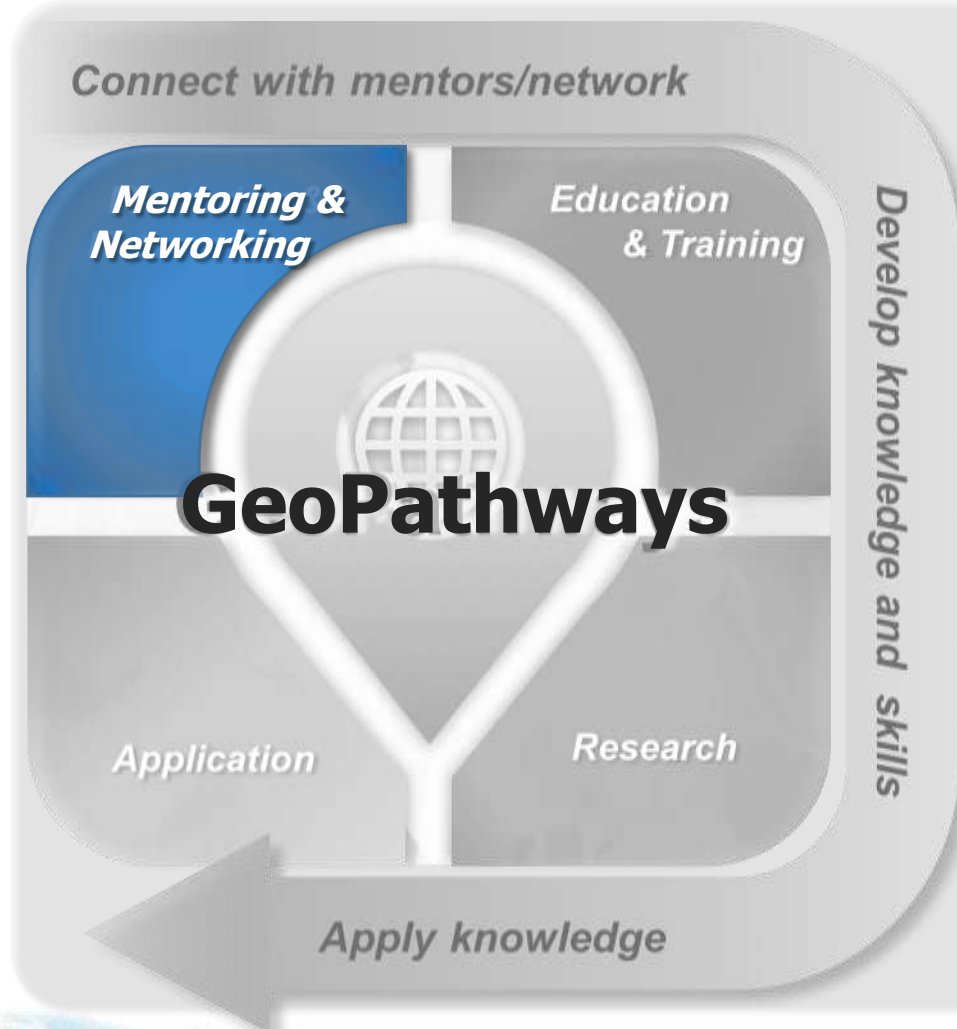 Connect with mentors/network
Mentoring &
Networking
Education
& Training
Develop knowledge and skills
GeoPathways
Application
Research
Apply knowledge